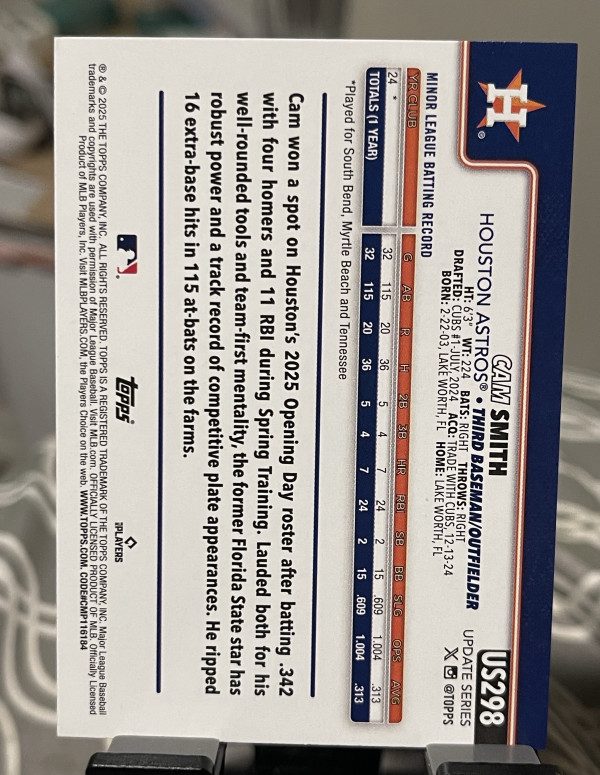 US298
UPDATE SERIES
@TOPPS
CAM SMITH
HOUSTON ASTROS® • THIRD BASEMAN/OUTFIELDER
HT: 6'3" WT: 224 BATS: RIGHT THROWS: RIGHT
DRAFTED: CUBS #1-JULY, 2024 ACQ: TRADE WITH CUBS, 12-13-24
BORN: 2-22-03, LAKE WORTH, FL HOME: LAKE WORTH, FL
H
®
MINOR LEAGUE BATTING RECORD
YR CLUB G AB R H 2B 3B HR RBI SB BB SLG OPS AVG
24 * 32 115 20 36 5 4 7 24 2 15 .609 1.004 .313
TOTALS (1 YEAR) 32 115 20 36 5 4 7 24 2 15 .609 1.004 .313
*Played for South Bend, Myrtle Beach and Tennessee
Cam won a spot on Houston's 2025 Opening Day roster after batting .342
with four homers and 11 RBI during Spring Training. Lauded both for his
well-rounded tools and team-first mentality, the former Florida State star has
robust power and a track record of competitive plate appearances. He ripped
16 extra-base hits in 115 at-bats on the farms.
topps®
PLAYERS
® & © 2025 THE TOPPS COMPANY, INC. ALL RIGHTS RESERVED. TOPPS IS A REGISTERED TRADEMARK OF THE TOPPS COMPANY, INC. Major League Baseball
trademarks and copyrights are used with permission of Major League Baseball. Visit MLB.com. OFFICIALLY LICENSED PRODUCT OF MLB. Officially Licensed
Product of MLB Players, Inc. Visit MLBPLAYERS.COM, the Players Choice on the web. WWW.TOPPS.COM. CODE#CMP116184